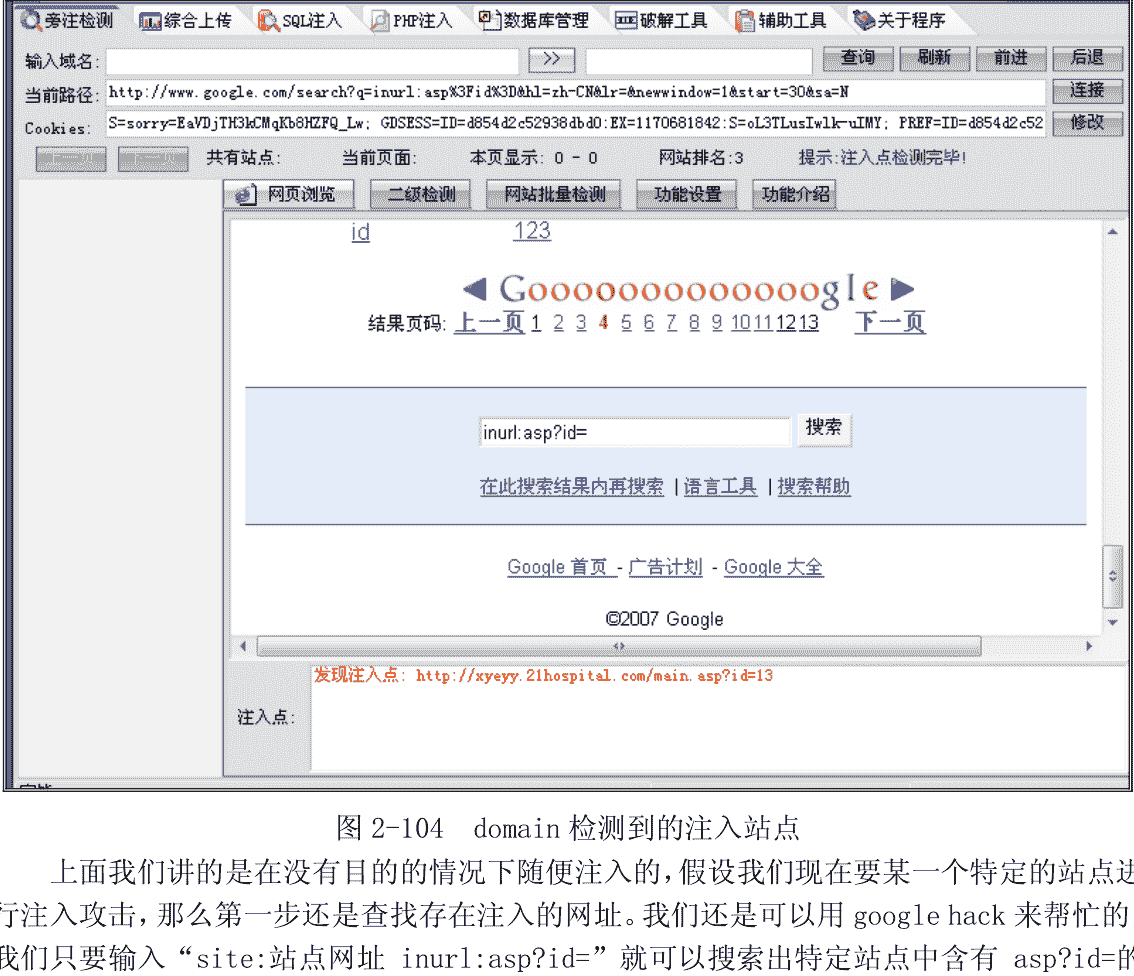 旁注检测 综合上传 SQL注入 PHP注入 数据库管理 破解工具 辅助工具 关于程序
输入域名: >> 查询 刷新 前进 后退
当前路径: http://www.google.com/search?q=inurl:asp%3Fid%3D&hl=zh-CN&lr=&newwindow=1&start=30&sa=N 连接
Cookies: S=sorry=EaVDjTH3kCMqKb8HZFQ_Lw; GDSESS=ID=d854d2c52938dbd0:EX=1170681842:S=oL3TLusIwlk-uIMY; PREF=ID=d854d2c52 修改
上一页 下一页 共有站点: 当前页面: 本页显示: 0 - 0 网站排名:3 提示:注入点检测完毕!
网页浏览 二级检测 网站批量检测 功能设置 功能介绍
id 123
Gooooooooooooogle
结果页码: 上一页 1 2 3 4 5 6 7 8 9 10 11 12 13 下一页
inurl:asp?id= 搜索
在此搜索结果内再搜索 | 语言工具 | 搜索帮助
Google 首页 - 广告计划 - Google 大全
©2007 Google
发现注入点: http://xyeyy.21hospital.com/main.asp?id=13
注入点:
图 2-104 domain 检测到的注入站点
上面我们讲的是在没有目的的情况下随便注入的,假设我们现在要某一个特定的站点进
行注入攻击,那么第一步还是查找存在注入的网址。我们还是可以用 google hack 来帮忙的
我们只要输入“site:站点网址 inurl:asp?id=”就可以搜索出特定站点中含有 asp?id=的